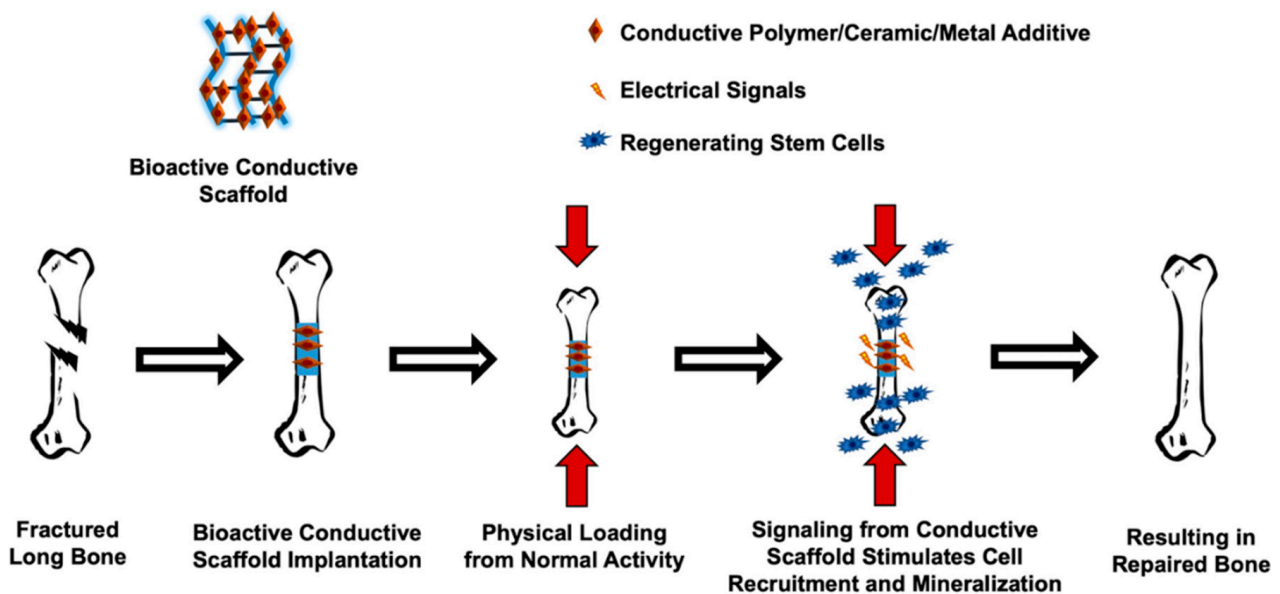 Conductive Polymer/Ceramic/Metal Additive
Electrical Signals
Regenerating Stem Cells
Bioactive Conductive
Scaffold
Fractured
Long Bone
Bioactive Conductive
Scaffold Implantation
Physical Loading
from Normal Activity
Signaling from Conductive
Scaffold Stimulates Cell
Recruitment and Mineralization
Resulting in
Repaired Bone